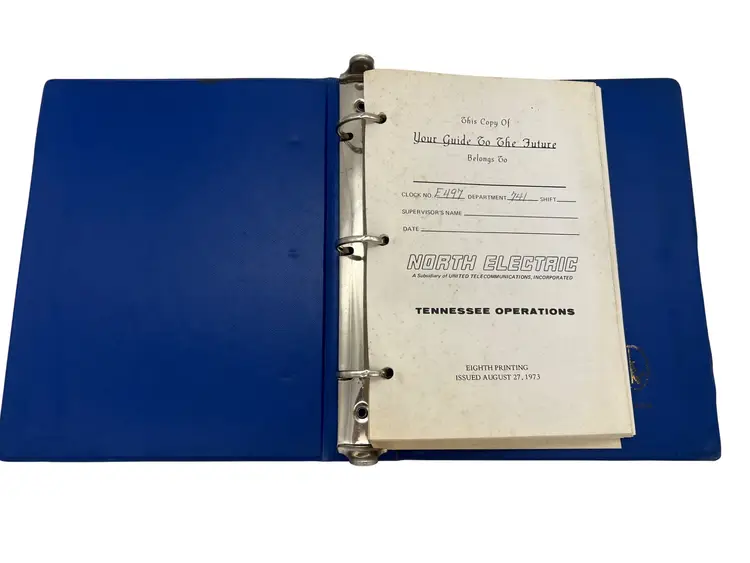 This Copy Of
Your Guide To The Future
Belongs To
CLOCK NO. E497 DEPARTMENT 741 SHIFT
SUPERVISOR'S NAME
DATE
NORTH ELECTRIC
A Subsidiary of UNITED TELECOMMUNICATIONS, INCORPORATED
TENNESSEE OPERATIONS
EIGHTH PRINTING
ISSUED AUGUST 27, 1973